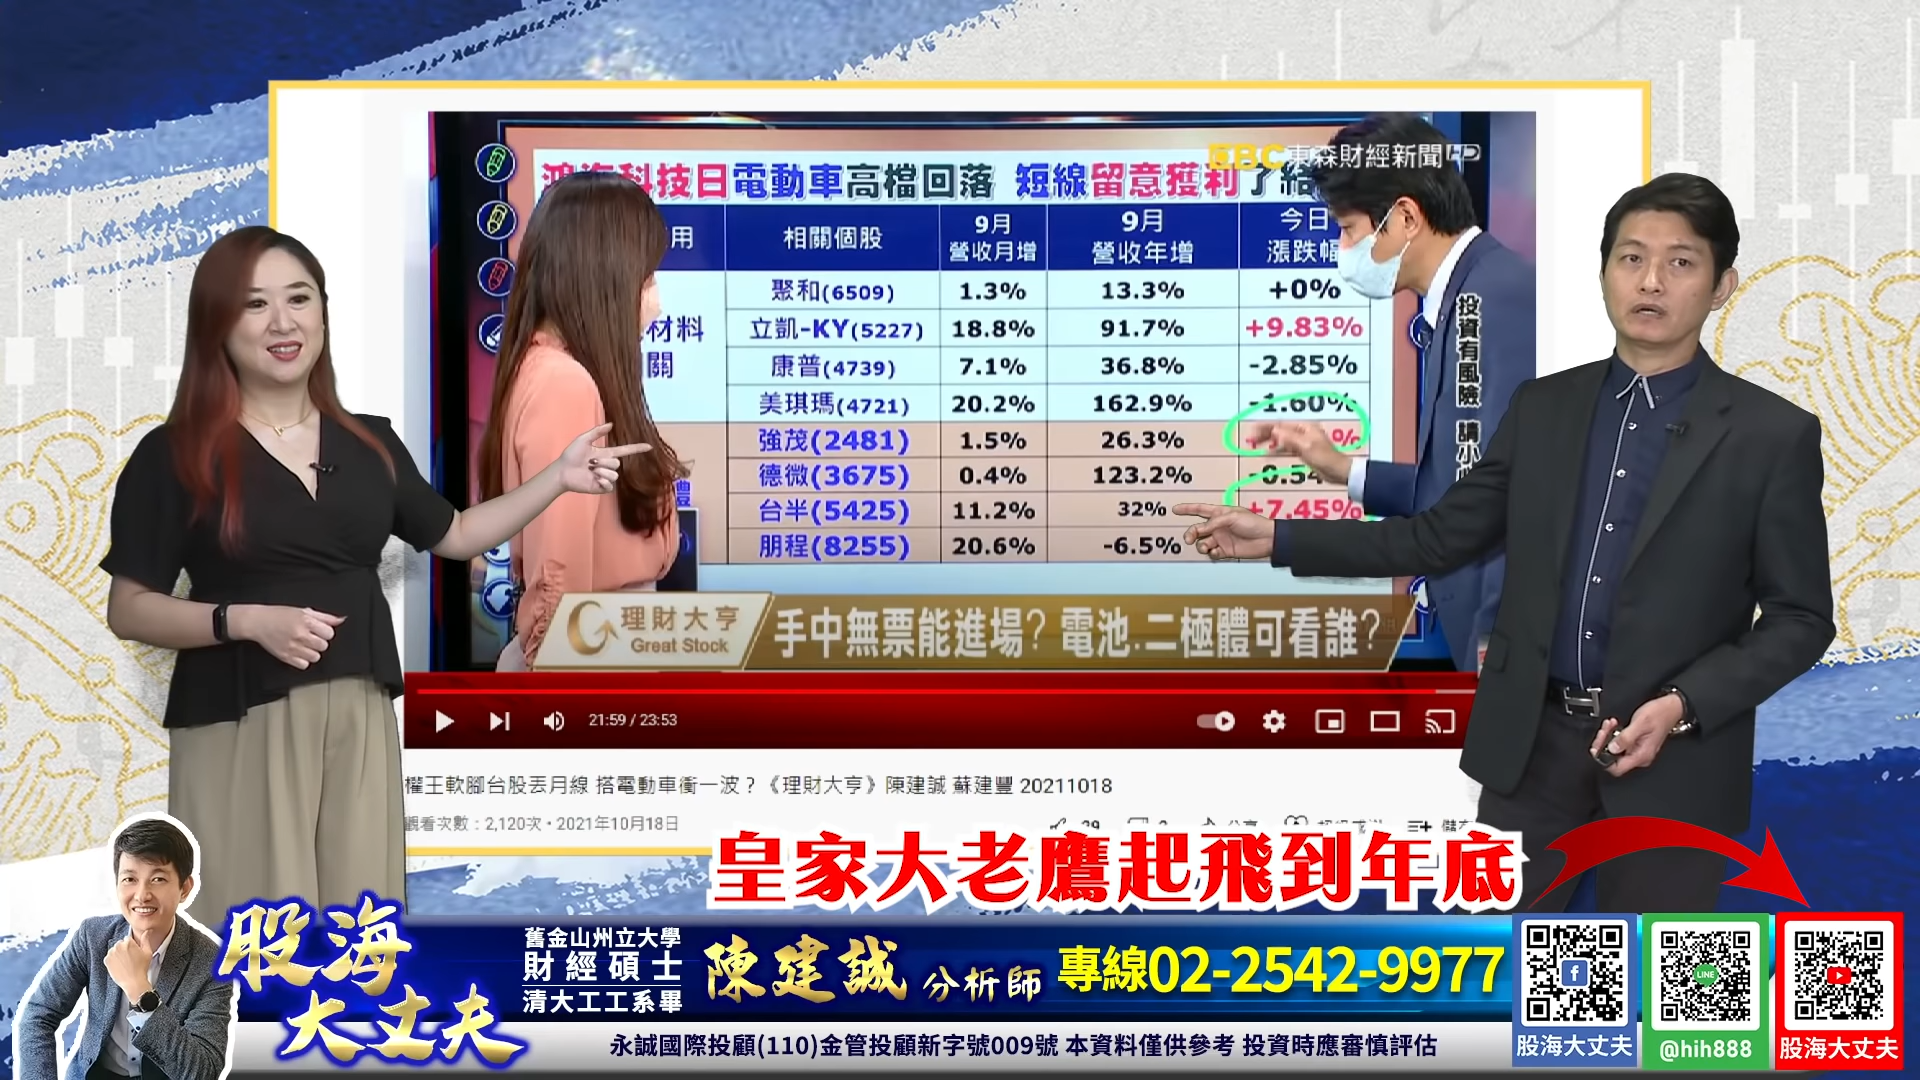 EBC 東森財經新聞
科技日電動車高檔回落 短線留意獲利了結
用 相關個股 9月營收月增 9月營收年增 今日漲跌幅
聚和(6509) 1.3% 13.3% +0%
材料 立凱-KY(5227) 18.8% 91.7% +9.83%
關 康普(4739) 7.1% 36.8% -2.85%
美琪瑪(4721) 20.2% 162.9% -1.60%
強茂(2481) 1.5% 26.3%
德微(3675) 0.4% 123.2%
體 台半(5425) 11.2% 32% +7.45%
朋程(8255) 20.6% -6.5%
投資有風險 請小心
理財大亨
Great Stock
手中無票能進場? 電池.二極體可看誰?
21:59 / 23:53
權王軟腳台股丟月線 搭電動車衝一波？《理財大亨》陳建誠 蘇建豐 20211018
觀看次數：2,120次・2021年10月18日
皇家大老鷹起飛到年底
股海大丈夫
舊金山州立大學
財經碩士
清大工工系畢
陳建誠 分析師
專線02-2542-9977
永誠國際投顧(110)金管投顧新字號009號 本資料僅供參考 投資時應審慎評估
股海大丈夫
LINE
@hih888
股海大丈夫